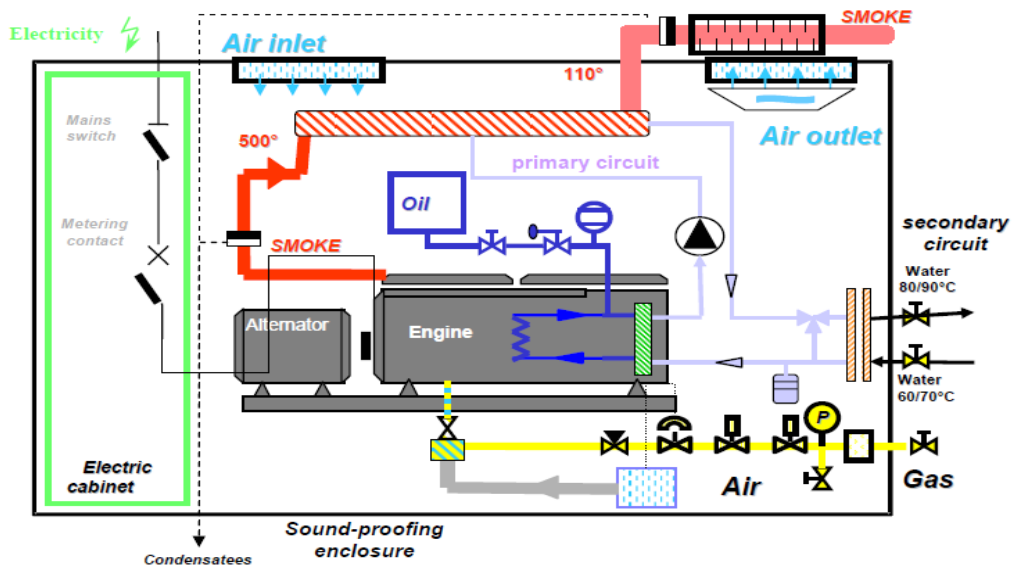 Electricity
Air inlet
SMOKE
110°
Mains
switch
500°
Air outlet
primary circuit
Oil
Metering
contact
SMOKE
secondary
circuit
Water
80/90°C
Alternator
Engine
Water
60/70°C
P
Electric
cabinet
Air
Gas
Sound-proofing
enclosure
Condensatees